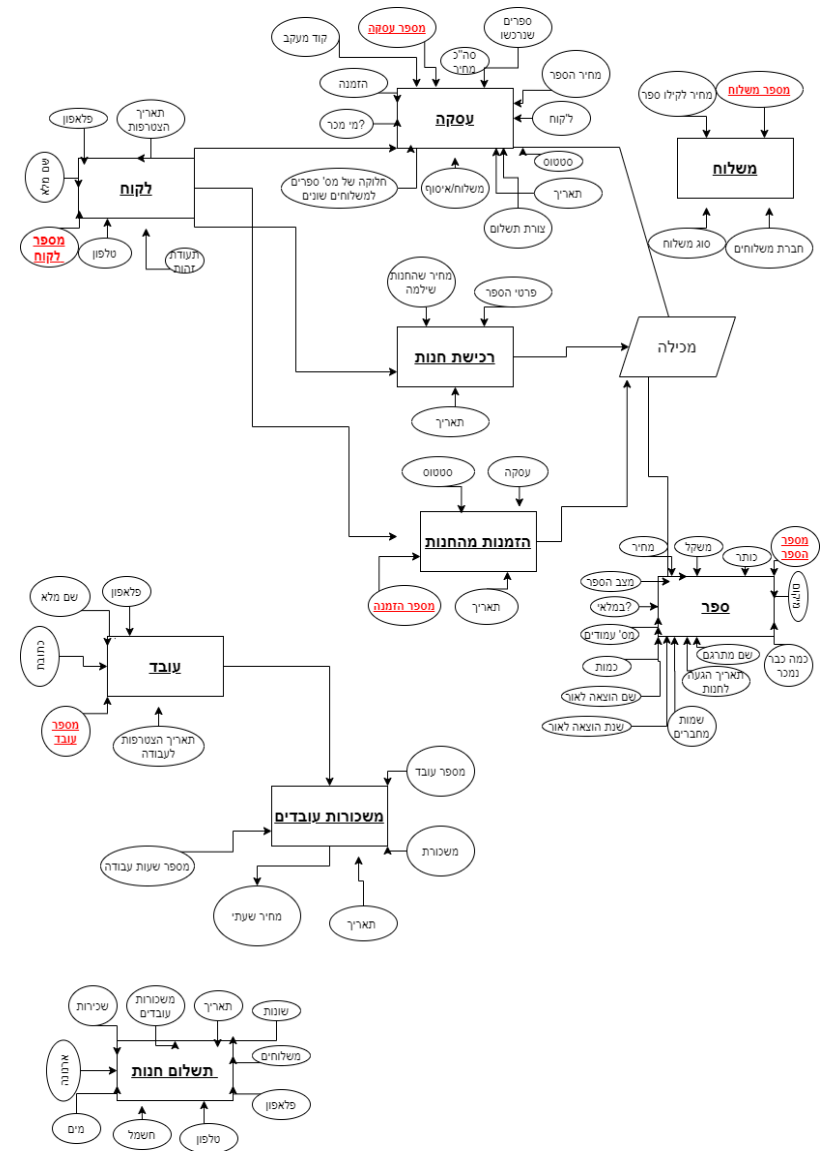 ספרים
שנרכשו
מספר עסקה
קוד מעקב
סה"כ
מחיר
מחיר הספר
הזמנה
עסקה
ל'קוח
מי מכר?
סטטוס
תאריך
צורת תשלום
משלוח/איסוף
חלוקה של מס' ספרים
למשלוחים שונים
מספר משלוח
מחיר לקילו ספר
משלוח
חברת משלוחים
סוג משלוח
תאריך
הצטרפות
פלאפון
שם מלא
לקוח
מספר
לקוח
טלפון
תעודת
זהות
מחיר שהחנות
שילמה
פרטי הספר
רכישת חנות
תאריך
מכילה
סטטוס
עסקה
הזמנות מהחנות
מספר הזמנה
תאריך
מספר
הספר
כותר
משקל
מחיר
מיקום
מצב הספר
ספר
במלאי?
מס' עמודים
כמות
שם הוצאה לאור
שנת הוצאה לאור
שמות
מחברים
תאריך הגעה
לחנות
שם מתרגם
כמה כבר
נמכר
פלאפון
שם מלא
כתובת
עובד
מספר
עובד
תאריך הצטרפות
לעבודה
מספר עובד
משכורות עובדים
משכורת
מספר שעות עבודה
מחיר שעתי
תאריך
שכירות
משכורות
עובדים
תאריך
שונות
ארנונה
תשלום חנות
משלוחים
פלאפון
מים
חשמל
טלפון